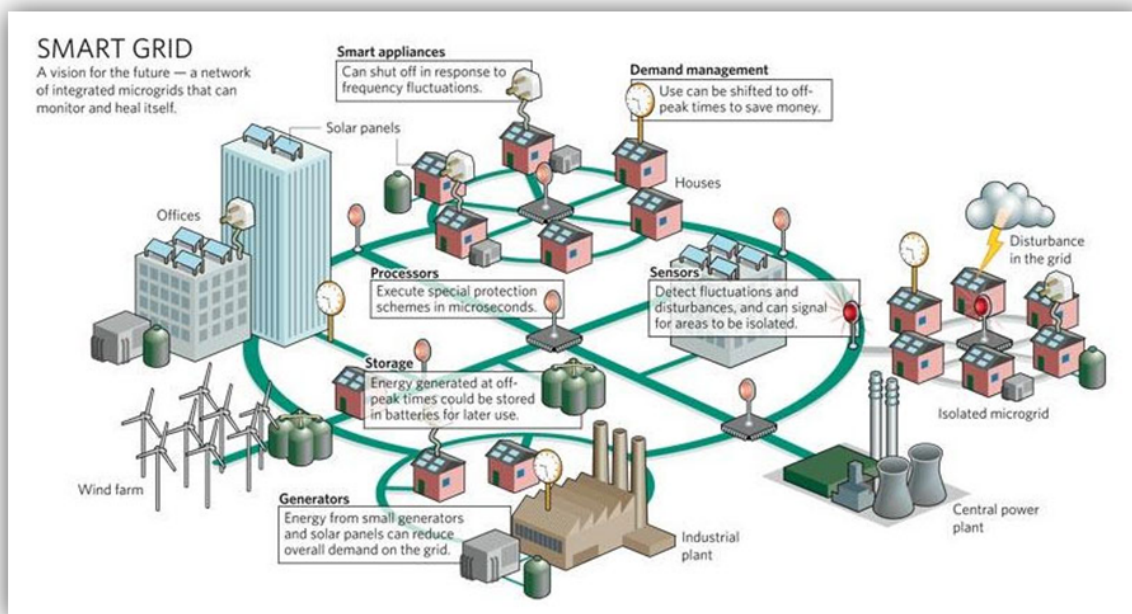 SMART GRID
A vision for the future — a network
of integrated microgrids that can
monitor and heal itself.
Smart appliances
Can shut off in response to
frequency fluctuations.
Demand management
Use can be shifted to off-
peak times to save money.
Solar panels
Houses
Offices
Disturbance
in the grid
Processors
Execute special protection
schemes in microseconds.
Sensors
Detect fluctuations and
disturbances, and can signal
for areas to be isolated.
Storage
Energy generated at off-
peak times could be stored
in batteries for later use.
Isolated microgrid
Wind farm
Generators
Energy from small generators
and solar panels can reduce
overall demand on the grid.
Industrial
plant
Central power
plant